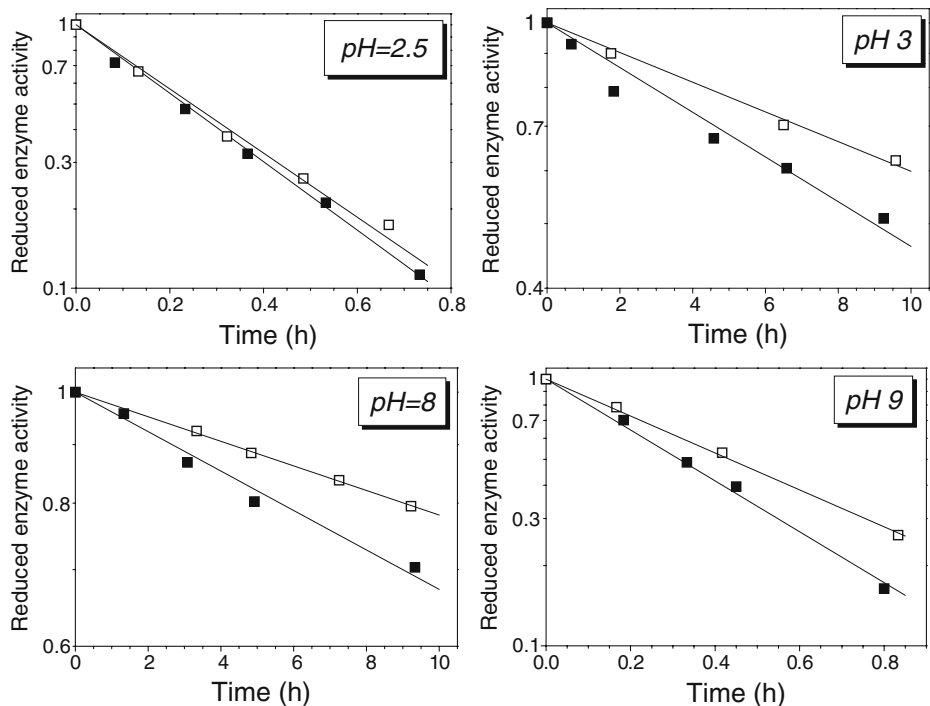 pH=2.5
Reduced enzyme activity
1
0.7
0.3
0.1
0.0 0.2 0.4 0.6 0.8
Time (h)
pH 3
Reduced enzyme activity
1
0.7
0.4
0 2 4 6 8 10
Time (h)
pH=8
Reduced enzyme activity
1
0.8
0.6
0 2 4 6 8 10
Time (h)
pH 9
Reduced enzyme activity
1
0.7
0.3
0.1
0.0 0.2 0.4 0.6 0.8
Time (h)